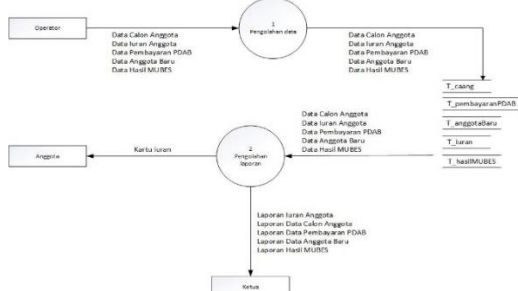 Operator
Data Calon Anggota
Data Iuran Anggota
Data Pembayaran PDAB
Data Anggota Baru
Data Hasil MUBES
1
Pengolahan data
Data Calon Anggota
Data Iuran Anggota
Data Pembayaran PDAB
Data Anggota Baru
Data Hasil MUBES
T_caang
T_pembayaranPDAB
T_anggotaBaru
T_Iuran
T_hasilMUBES
Data Calon Anggota
Data Iuran Anggota
Data Pembayaran PDAB
Data Anggota Baru
Data Hasil MUBES
2
Pengolahan
laporan
Kartu Iuran
Anggota
Laporan Iuran Anggota
Laporan Data Calon Anggota
Laporan Data Pembayaran PDAB
Laporan Data Anggota Baru
Laporan Hasil MUBES
Ketua